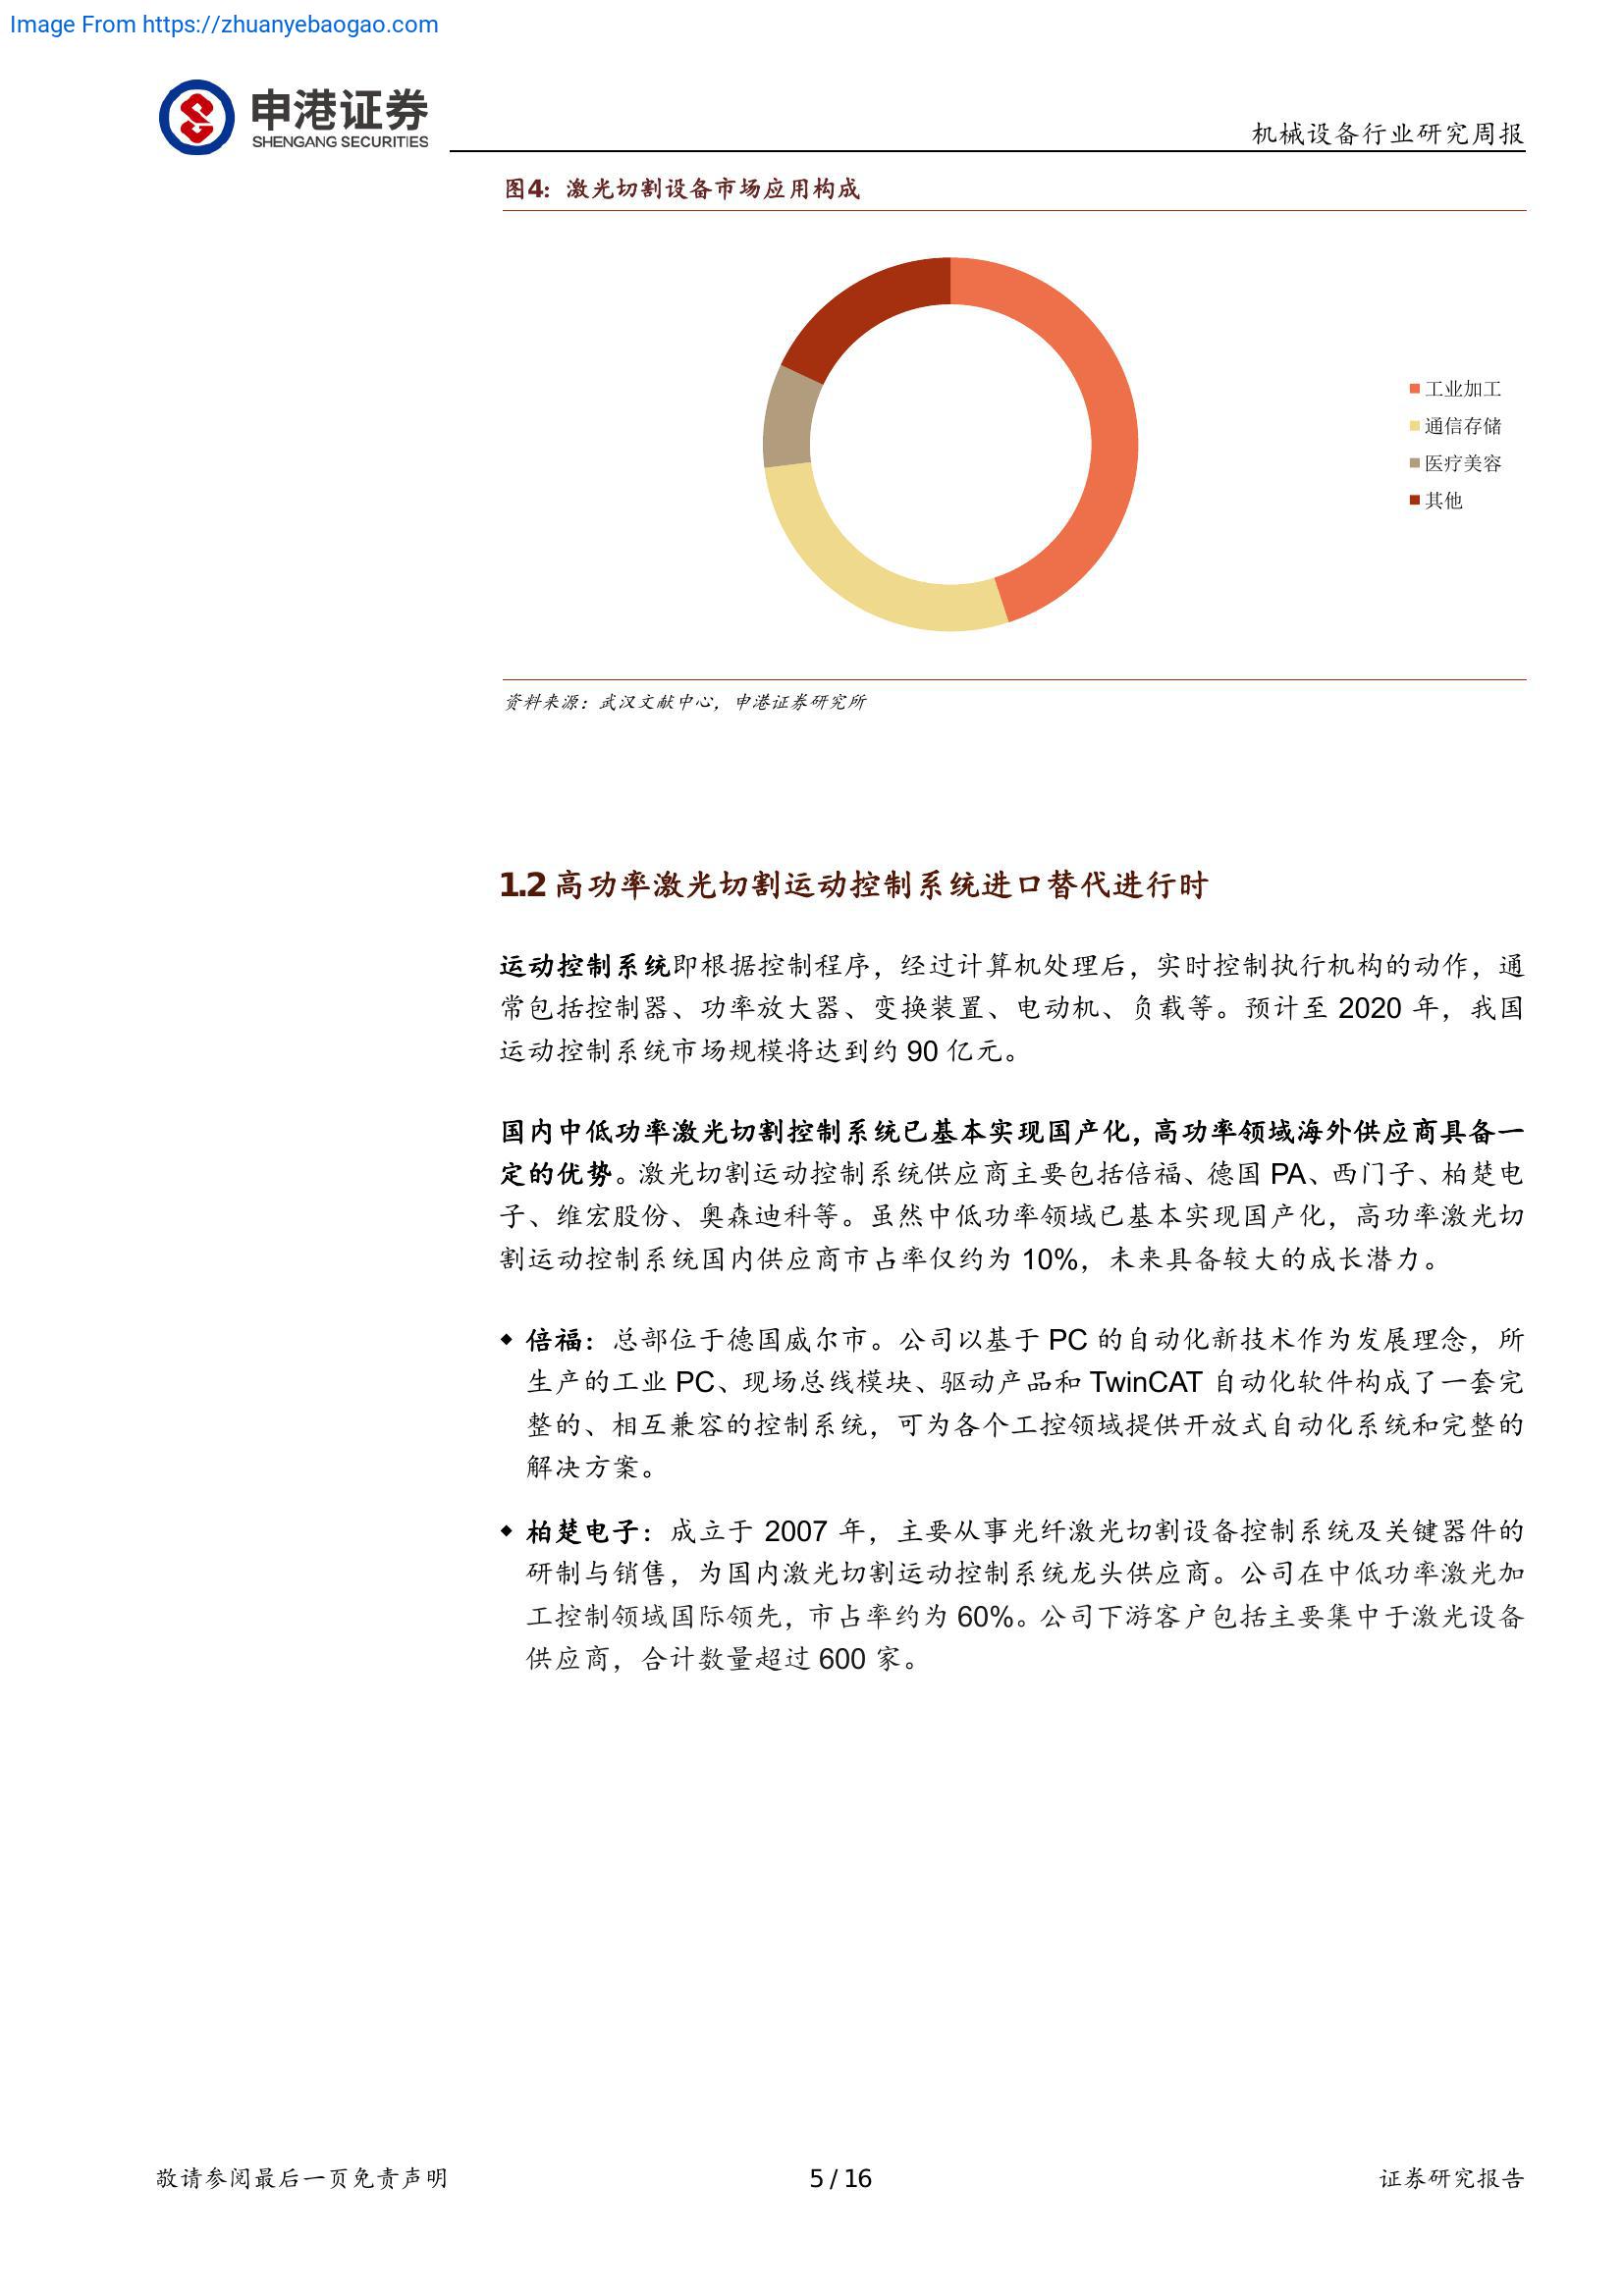 Image From https://zhuanyebaogao.com
申港证券
SHENGANG SECURITIES
机械设备行业研究周报
图4：激光切割设备市场应用构成
工业加工
通信存储
医疗美容
其他
资料来源：武汉文献中心，申港证券研究所
1.2 高功率激光切割运动控制系统进口替代进行时
运动控制系统即根据控制程序，经过计算机处理后，实时控制执行机构的动作，通
常包括控制器、功率放大器、变换装置、电动机、负载等。预计至 2020 年，我国
运动控制系统市场规模将达到约 90 亿元。
国内中低功率激光切割控制系统已基本实现国产化，高功率领域海外供应商具备一
定的优势。激光切割运动控制系统供应商主要包括倍福、德国 PA、西门子、柏楚电
子、维宏股份、奥森迪科等。虽然中低功率领域已基本实现国产化，高功率激光切
割运动控制系统国内供应商市占率仅约为 10%，未来具备较大的成长潜力。
◆ 倍福：总部位于德国威尔市。公司以基于 PC 的自动化新技术作为发展理念，所
生产的工业 PC、现场总线模块、驱动产品和 TwinCAT 自动化软件构成了一套完
整的、相互兼容的控制系统，可为各个工控领域提供开放式自动化系统和完整的
解决方案。
◆ 柏楚电子：成立于 2007 年，主要从事光纤激光切割设备控制系统及关键器件的
研制与销售，为国内激光切割运动控制系统龙头供应商。公司在中低功率激光加
工控制领域国际领先，市占率约为 60%。公司下游客户包括主要集中于激光设备
供应商，合计数量超过 600 家。
敬请参阅最后一页免责声明
5 / 16
证券研究报告